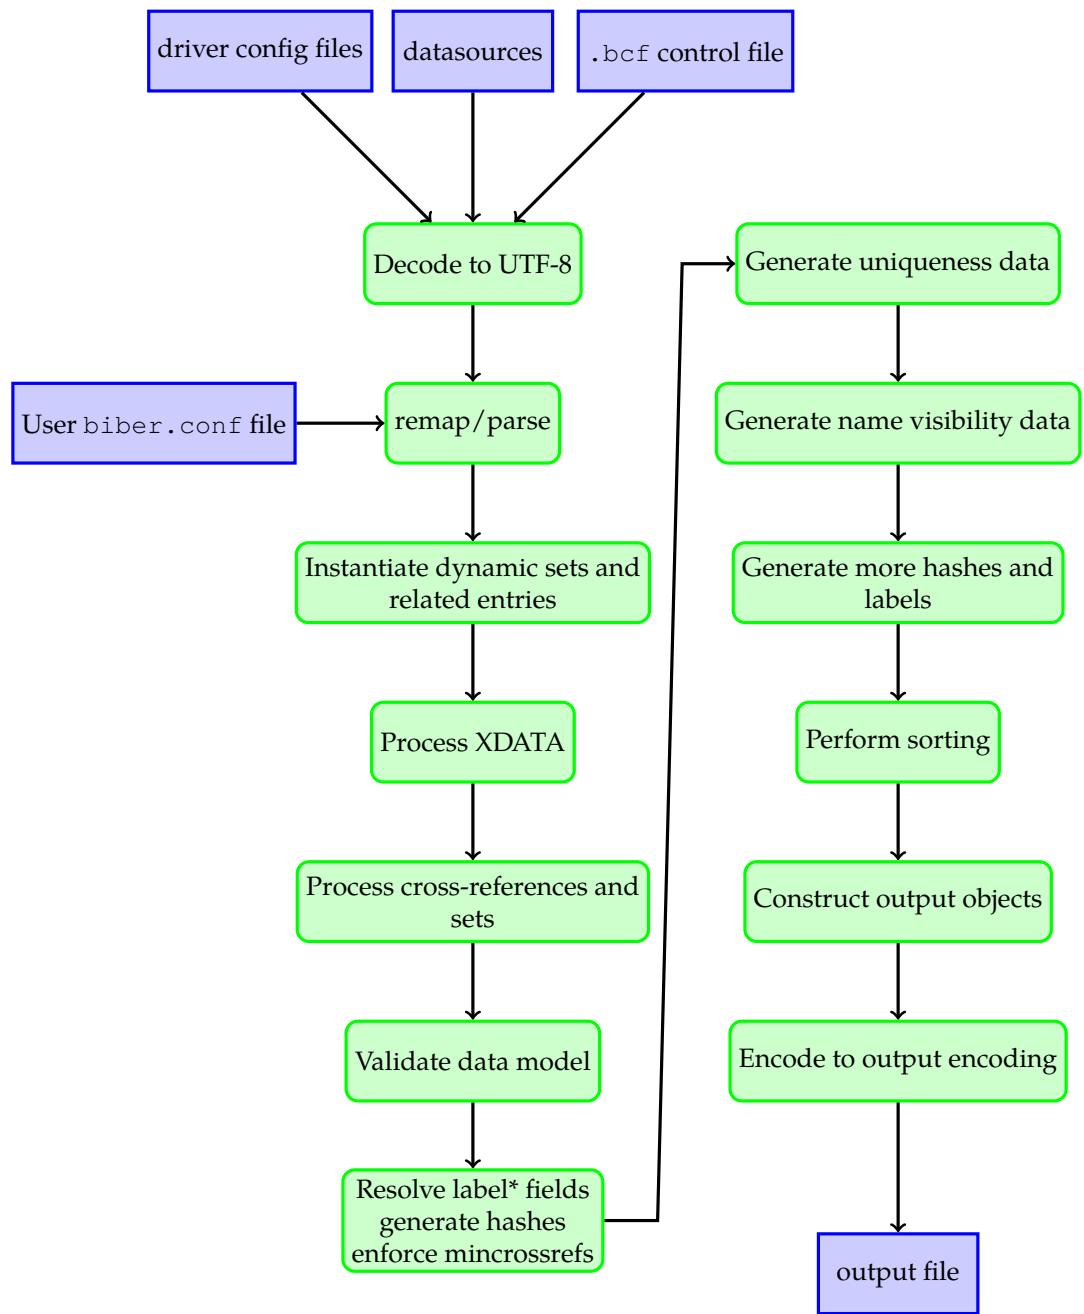 driver config files
datasources
.bcf control file
Decode to UTF-8
User biber.conf file
remap/parse
Instantiate dynamic sets and
related entries
Process XDATA
Process cross-references and
sets
Validate data model
Resolve label* fields
generate hashes
enforce mincrossrefs
Generate uniqueness data
Generate name visibility data
Generate more hashes and
labels
Perform sorting
Construct output objects
Encode to output encoding
output file